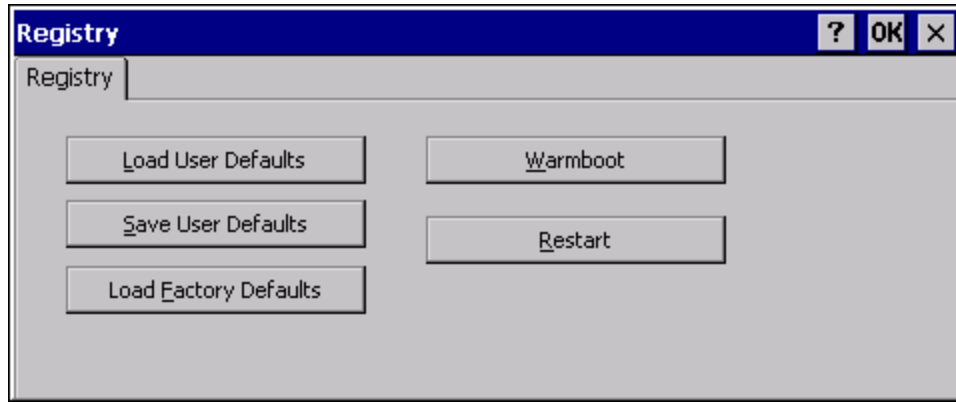 Registry
? OK ×
Registry
Load User Defaults
Save User Defaults
Load Factory Defaults
Warmboot
Restart